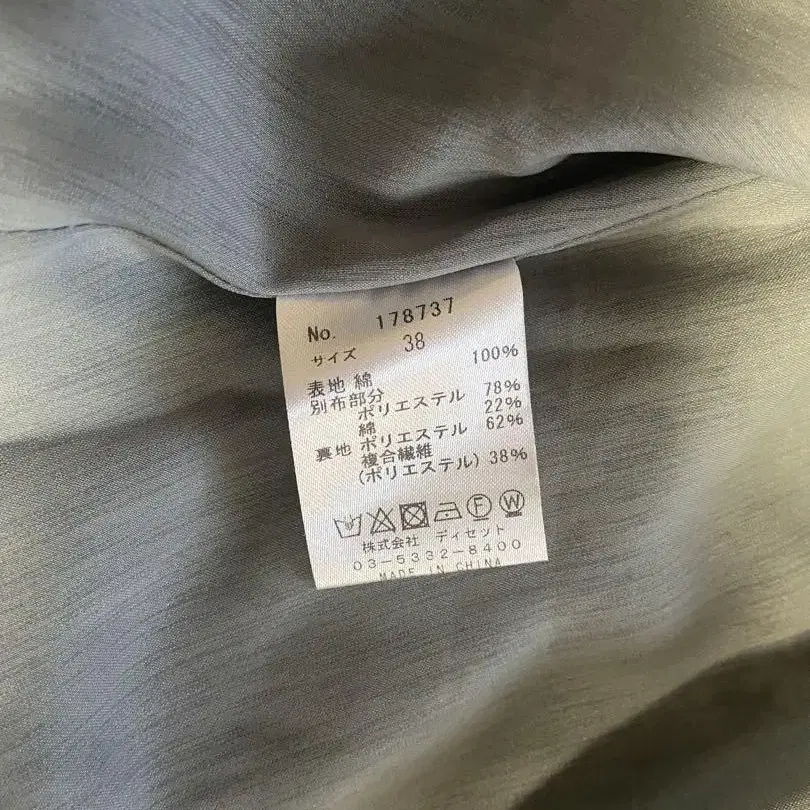 No. 178737
サイズ 38
表地 綿 100%
別布部分
ポリエステル 78%
綿 22%
裏地 ポリエステル 62%
複合繊維
(ポリエステル) 38%
F W
株式会社 ディセット
03-5332-8400
MADE IN CHINA